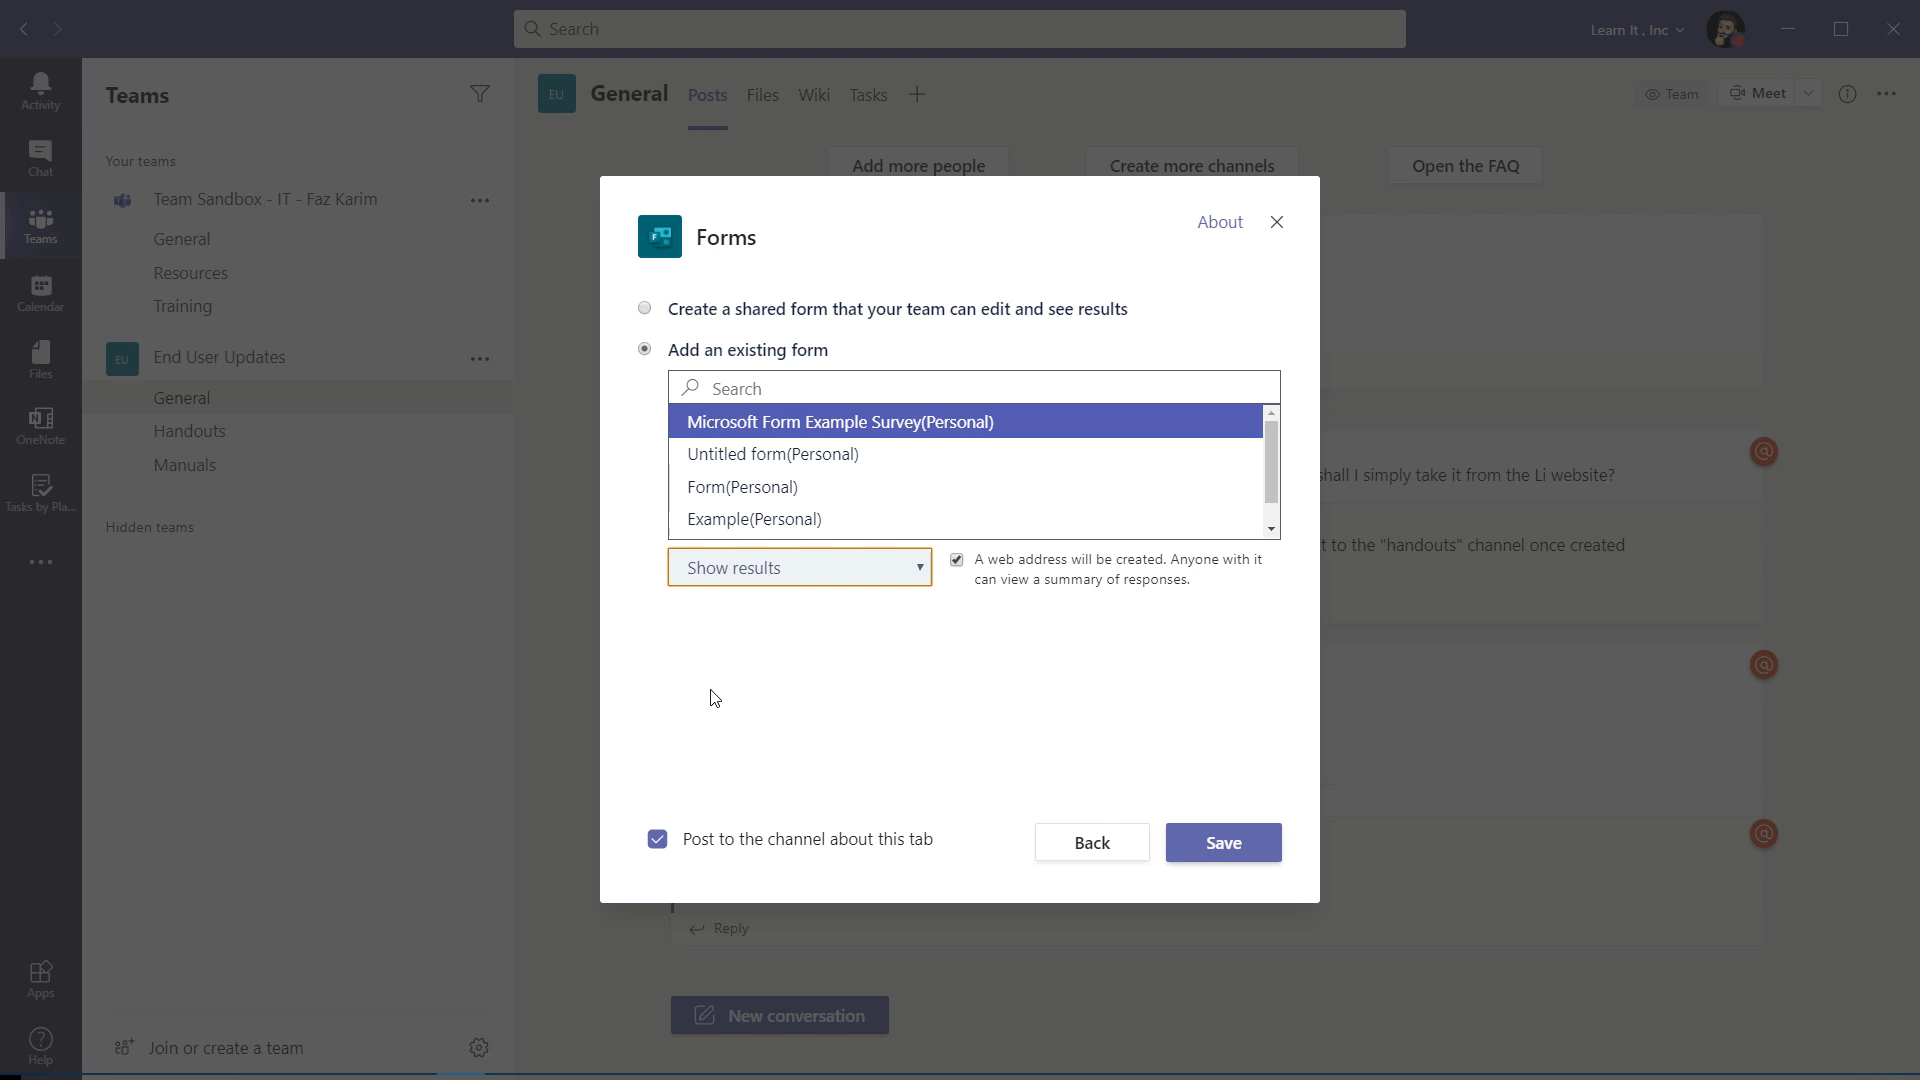 Search
Learn It , Inc
Activity
Chat
Teams
Calendar
Files
OneNote
Tasks by Pla...
Apps
Help
Teams
Your teams
Team Sandbox - IT - Faz Karim
General
Resources
Training
EU
End User Updates
General
Handouts
Manuals
Hidden teams
Join or create a team
EU
General
Posts
Files
Wiki
Tasks
Team
Meet
Add more people
Create more channels
Open the FAQ
Forms
About
Create a shared form that your team can edit and see results
Add an existing form
Search
Microsoft Form Example Survey(Personal)
Untitled form(Personal)
Form(Personal)
Example(Personal)
Show results
A web address will be created. Anyone with it
can view a summary of responses.
Post to the channel about this tab
Back
Save
shall I simply take it from the Li website?
t to the "handouts" channel once created
Reply
New conversation